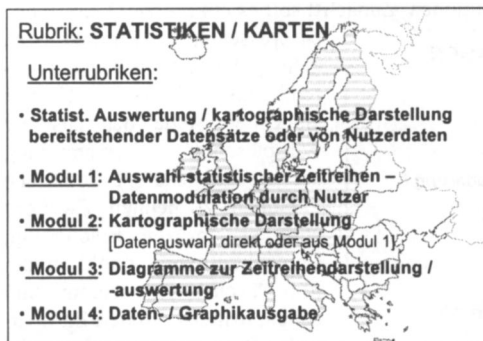 Rubrik: STATISTIKEN / KARTEN
Unterrubriken:
• Statist. Auswertung / kartographische Darstellung
bereitstehender Datensätze oder von Nutzerdaten
• Modul 1: Auswahl statistischer Zeitreihen –
Datenmodulation durch Nutzer
• Modul 2: Kartographische Darstellung
[Datenauswahl direkt oder aus Modul 1]
• Modul 3: Diagramme zur Zeitreihendarstellung /
-auswertung
• Modul 4: Daten- / Graphikausgabe